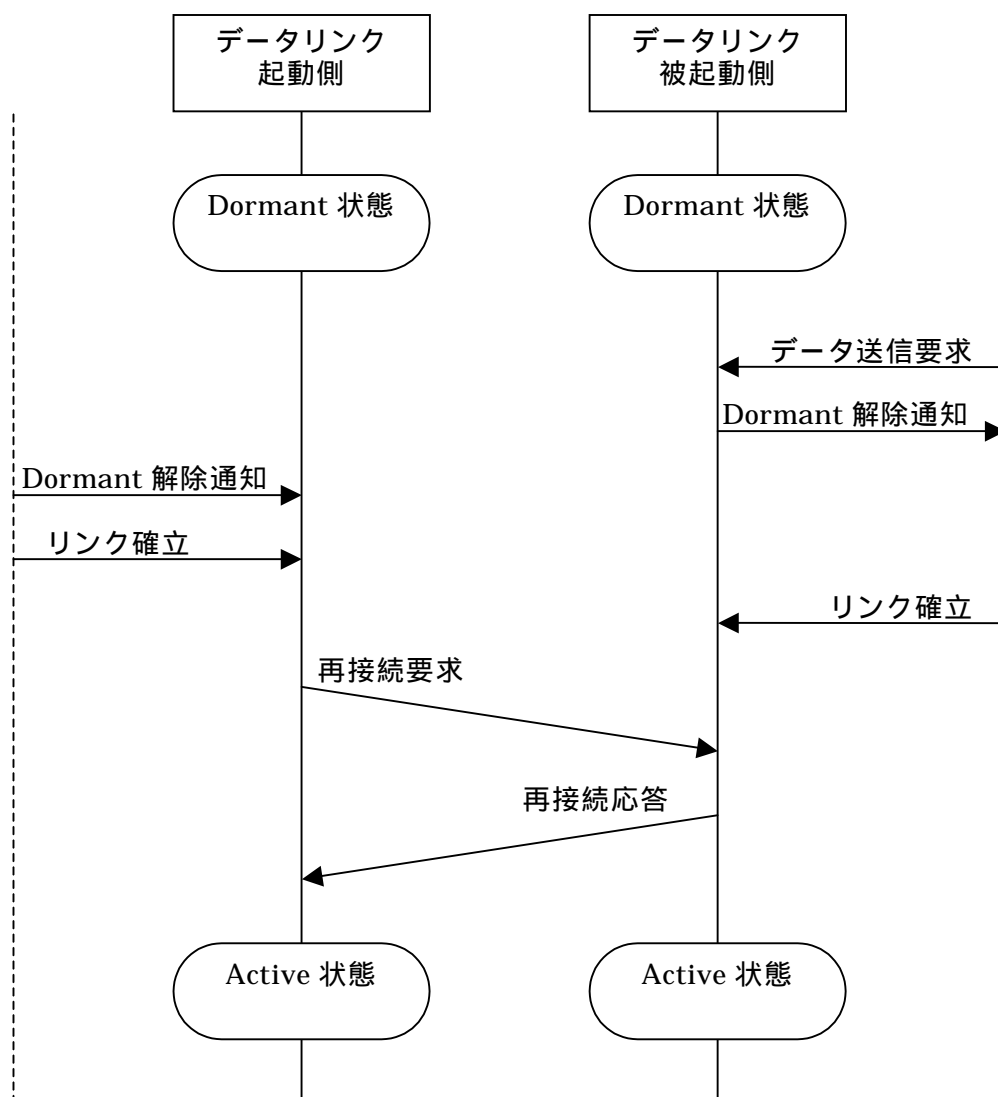 データリンク
起動側
データリンク
被起動側
Dormant 状態
Dormant 状態
データ送信要求
Dormant 解除通知
Dormant 解除通知
リンク確立
リンク確立
再接続要求
再接続応答
Active 状態
Active 状態